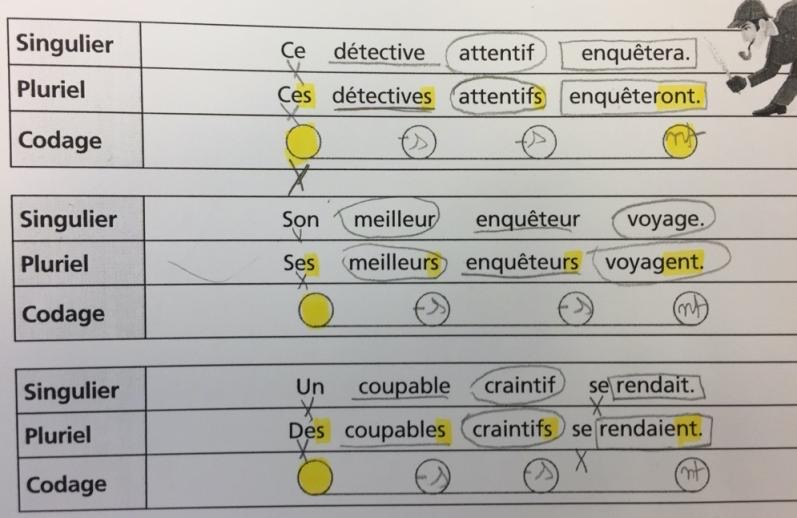 Singulier Ce détective attentif enquêtera.
Pluriel Ces détectives attentifs enquêteront.
Codage -s -s nt
Singulier Son meilleur enquêteur voyage.
Pluriel Ses meilleurs enquêteurs voyagent.
Codage -s -s nt
Singulier Un coupable craintif se rendait.
Pluriel Des coupables craintifs se rendaient.
Codage -s -s nt